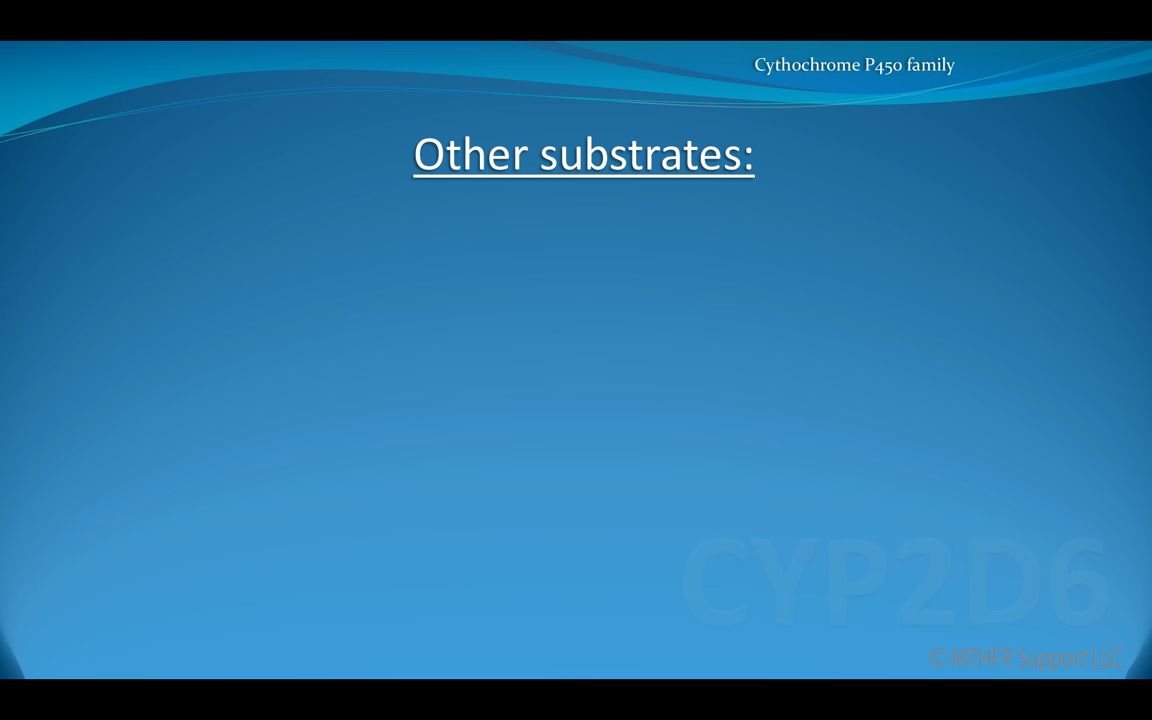 Cythochrome P450 family
Other substrates:
CYP2D6
© MTHFR Support LLC